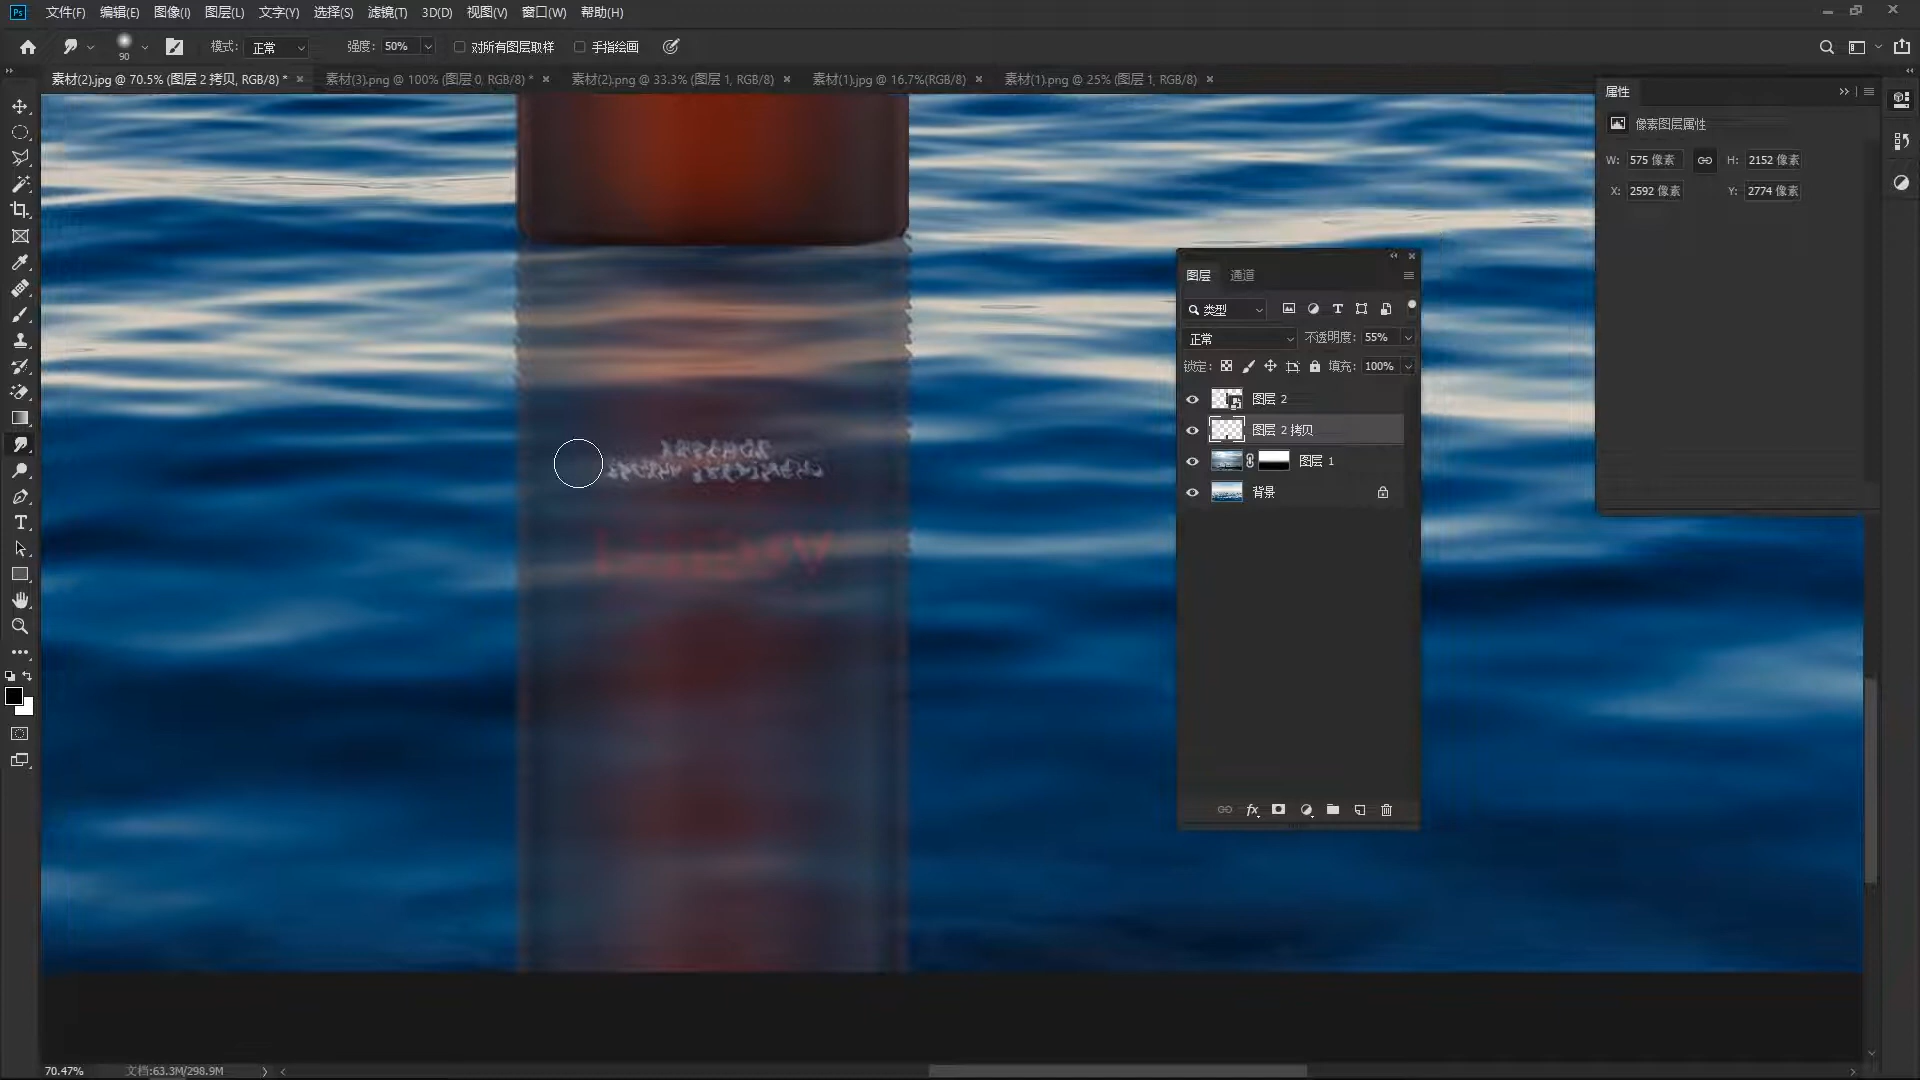 Ps 文件(F) 编辑(E) 图像(I) 图层(L) 文字(Y) 选择(S) 滤镜(T) 3D(D) 视图(V) 窗口(W) 帮助(H)
90 模式: 正常 强度: 50% 对所有图层取样 手指绘画
素材(2).jpg @ 70.5% (图层 2 拷贝, RGB/8) * × 素材(3).png @ 100% (图层 0, RGB/8) * × 素材(2).png @ 33.3% (图层 1, RGB/8) × 素材(1).jpg @ 16.7%(RGB/8) × 素材(1).png @ 25% (图层 1, RGB/8) ×
属性
像素图层属性
W: 575 像素 H: 2152 像素
X: 2592 像素 Y: 2774 像素
图层 通道
类型
正常 不透明度: 55%
锁定: 填充: 100%
图层 2
图层 2 拷贝
图层 1
背景
fx
70.47% 文档:63.3M/298.9M